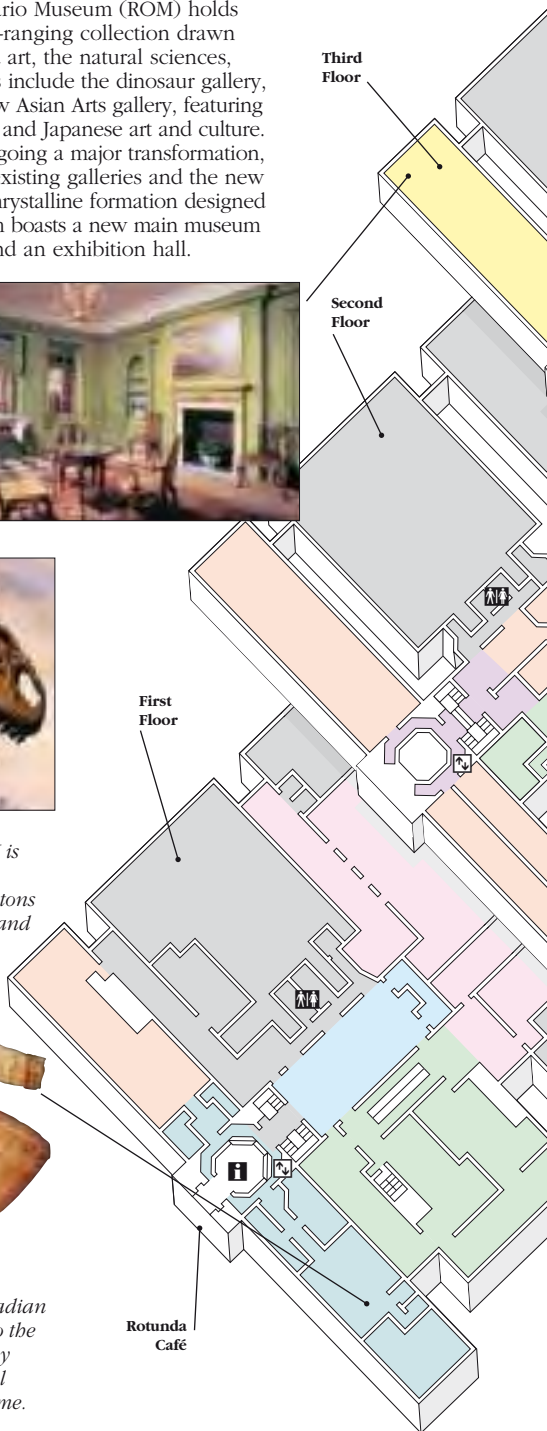 ario Museum (ROM) holds
-ranging collection drawn
art, the natural sciences,
s include the dinosaur gallery,
w Asian Arts gallery, featuring
and Japanese art and culture.
going a major transformation,
existing galleries and the new
rystalline formation designed
n boasts a new main museum
nd an exhibition hall.
Third
Floor
Second
Floor
First
Floor
is
tons
and
i
adian
o the
y
l
me.
Rotunda
Café